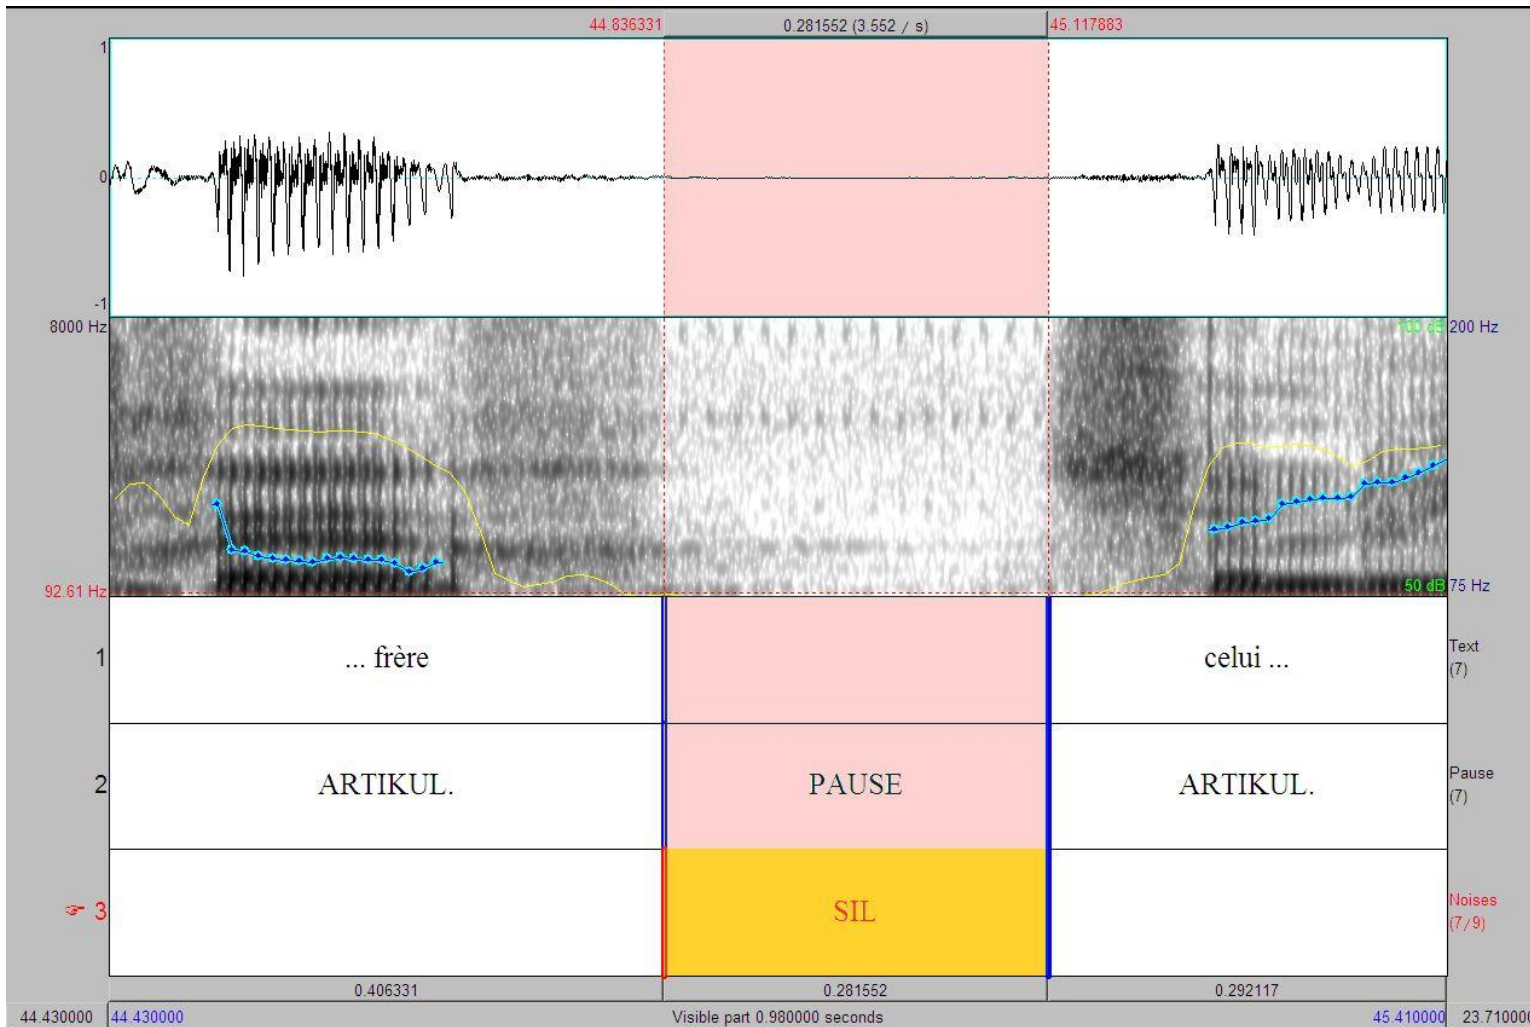 44.836331 0.281552 (3.552 / s) 45.117883
1
0
-1
8000 Hz 100 dB 200 Hz
92.61 Hz 50 dB 75 Hz
1 ... frère celui ... Text
(7)
2 ARTIKUL. PAUSE ARTIKUL. Pause
(7)
☞ 3 SIL Noises
(7/9)
0.406331 0.281552 0.292117
44.430000 44.430000 Visible part 0.980000 seconds 45.410000 23.710000